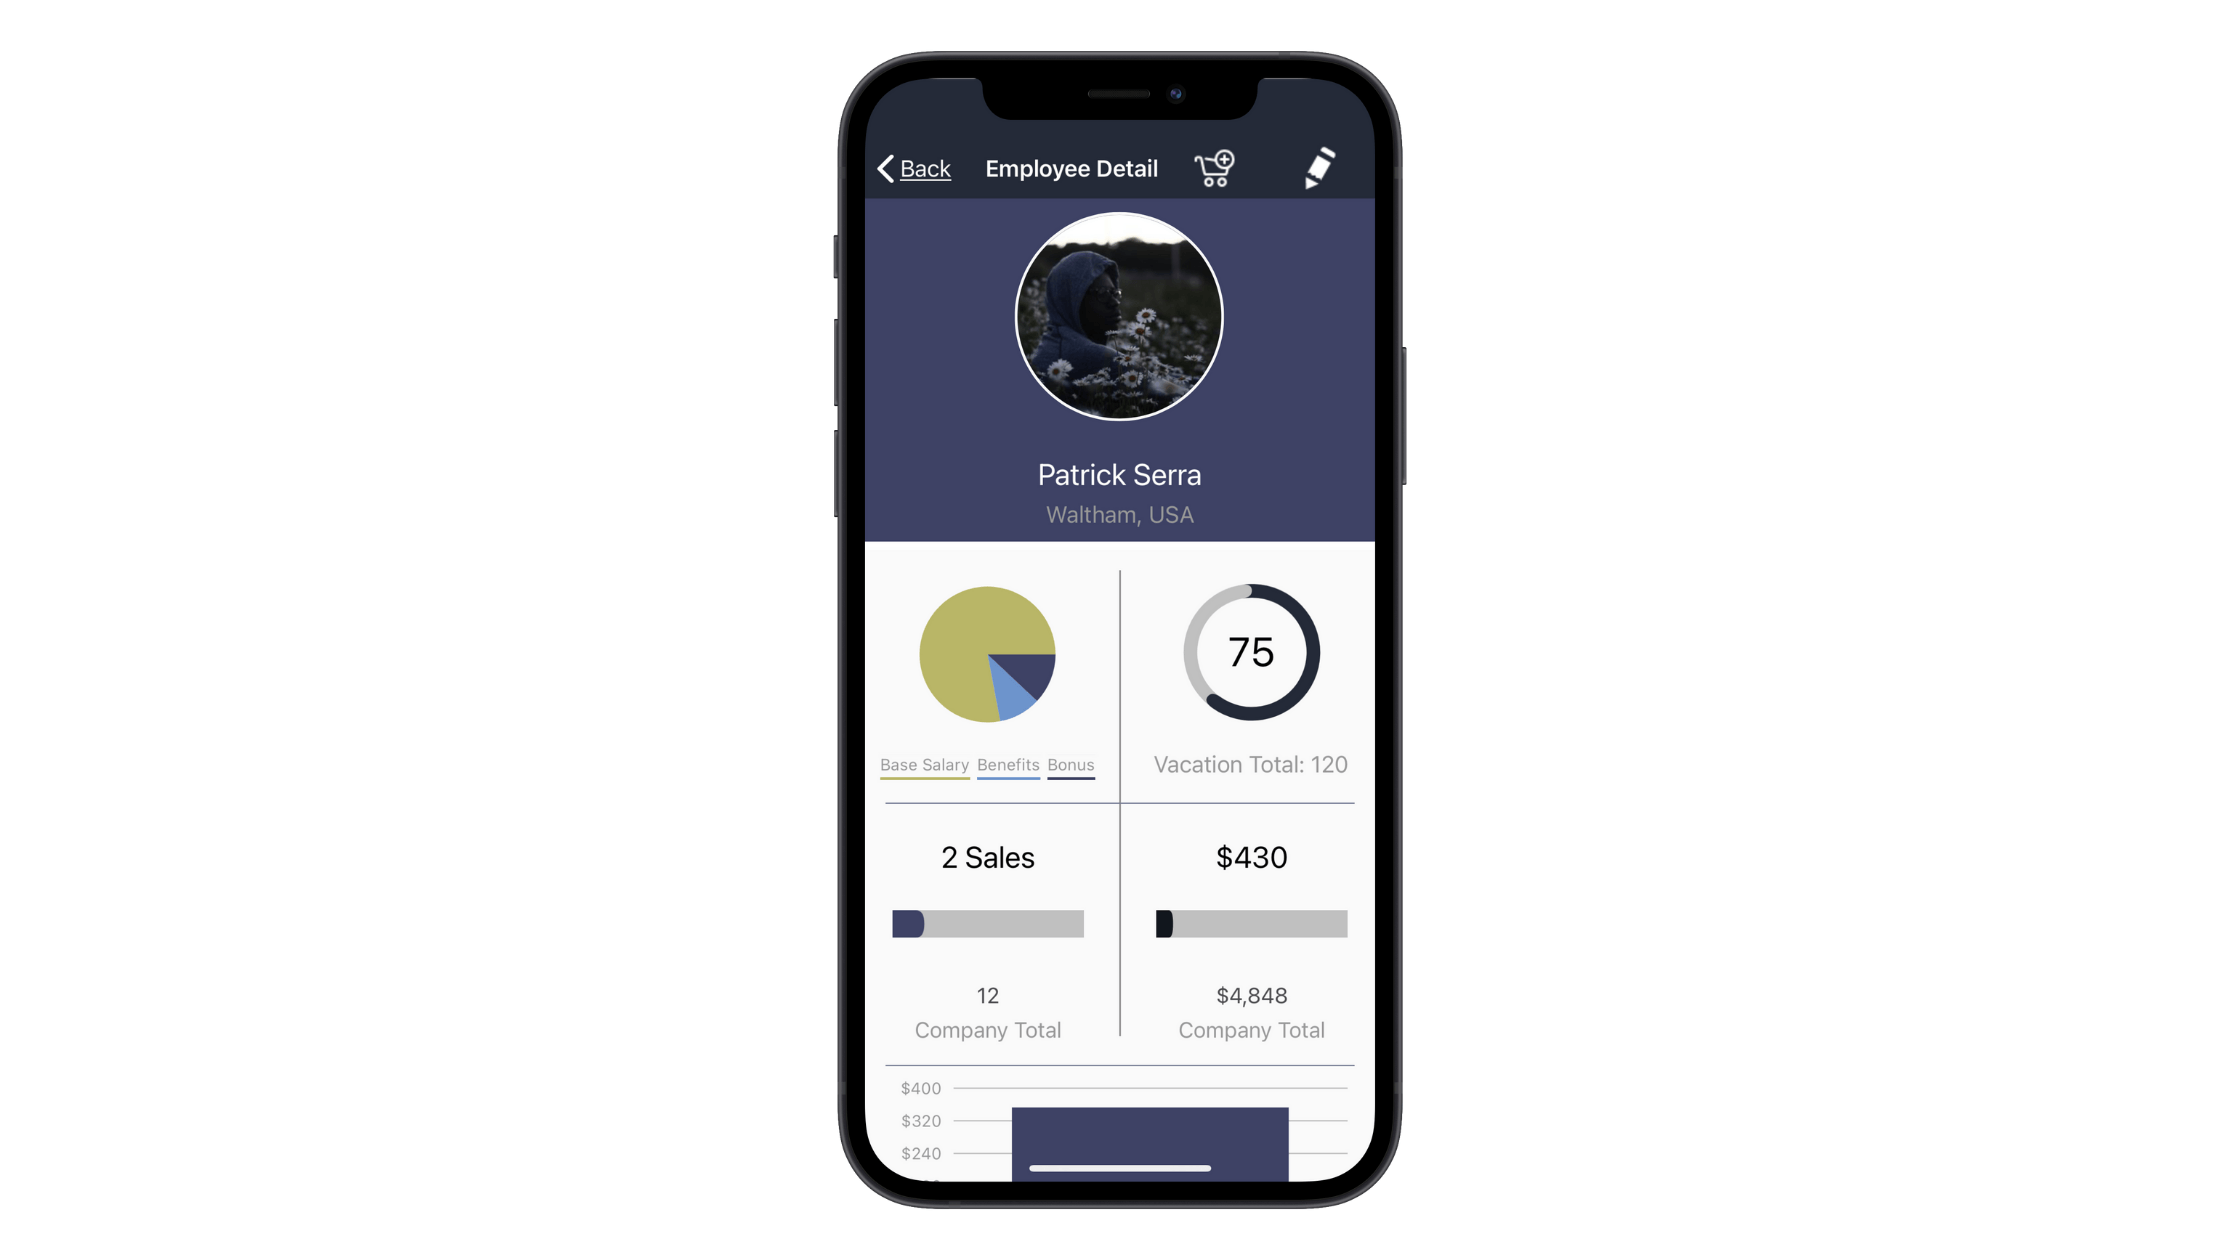 Back Employee Detail
Patrick Serra
Waltham, USA
75
Base Salary Benefits Bonus
Vacation Total: 120
2 Sales
$430
12
Company Total
$4,848
Company Total
$400
$320
$240